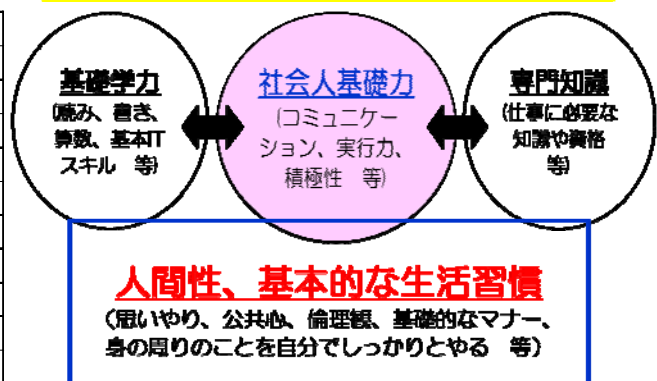 基礎学力
(読み、書き、
算数、基本IT
スキル 等)
社会人基礎力
(コミュニケー
ション、実行力、
積極性 等)
専門知識
(仕事に必要な
知識や資格
等)
人間性、基本的な生活習慣
(思いやり、公共心、倫理観、基礎的なマナー、
身の周りのことを自分でしっかりとやる 等)